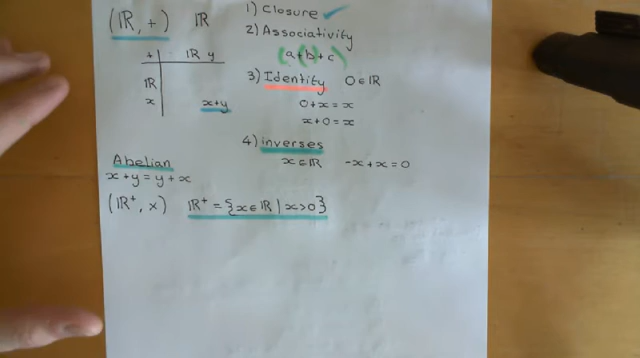 (ℝ, +) ℝ
+ ℝ y
ℝ
x x+y
Abelian
x+y=y+x
(ℝ⁺, ×) ℝ⁺ = {x∈ℝ | x>0}
1) Closure ✓
2) Associativity
(a+(b)+c)
3) Identity 0∈ℝ
0+x=x
x+0=x
4) inverses
x∈ℝ -x+x=0